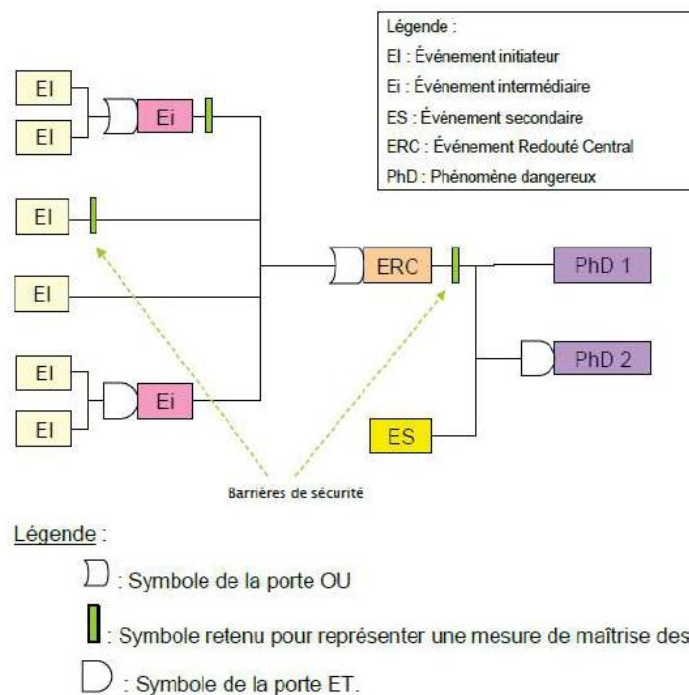 Légende :
EI : Événement initiateur
Ei : Événement intermédiaire
ES : Événement secondaire
ERC : Événement Redouté Central
PhD : Phénomène dangereux
EI
EI
Ei
EI
EI
EI
EI
Ei
ERC
PhD 1
PhD 2
ES
Barrières de sécurité
Légende :
: Symbole de la porte OU
: Symbole retenu pour représenter une mesure de maîtrise des
: Symbole de la porte ET.